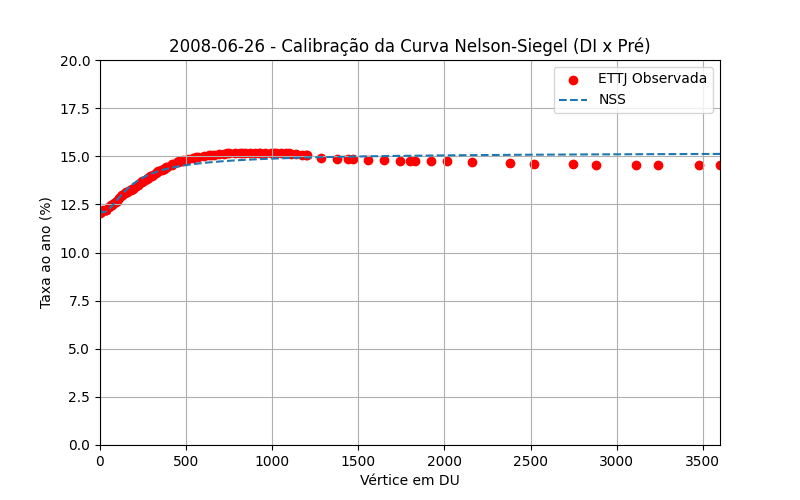 2008-06-26 - Calibração da Curva Nelson-Siegel (DI x Pré)
ETTJ Observada
NSS
20.0
17.5
15.0
12.5
10.0
7.5
5.0
2.5
0.0
Taxa ao ano (%)
0 500 1000 1500 2000 2500 3000 3500
Vértice em DU